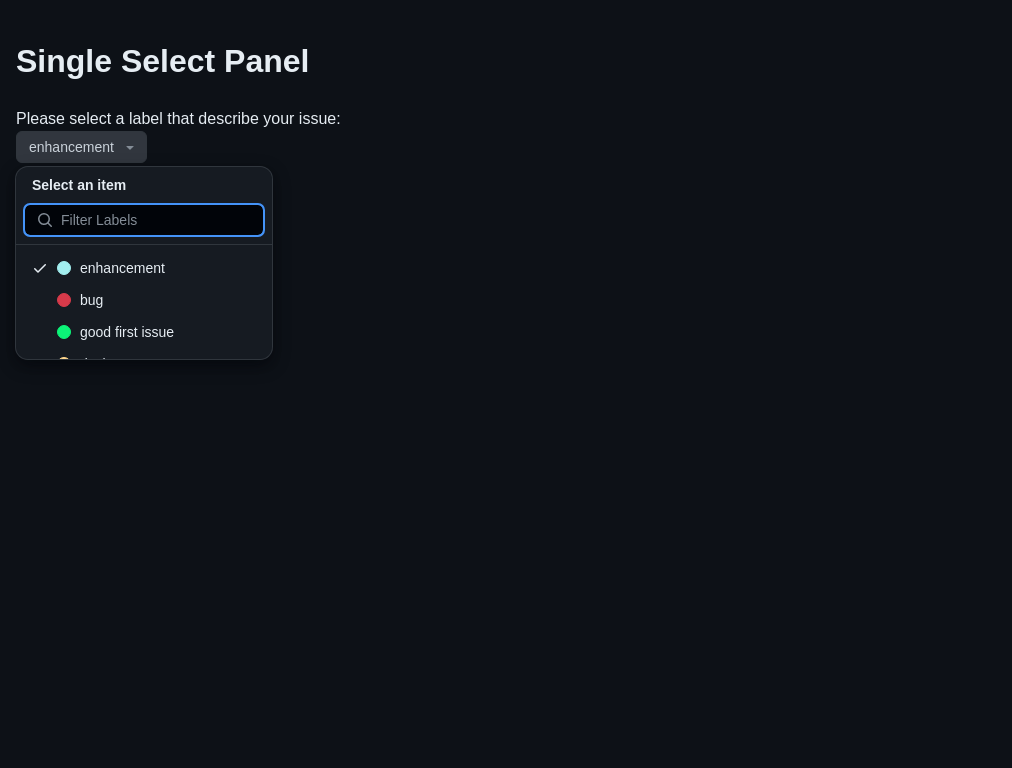 Single Select Panel
Please select a label that describe your issue:
enhancement
Select an item
Filter Labels
enhancement
bug
good first issue